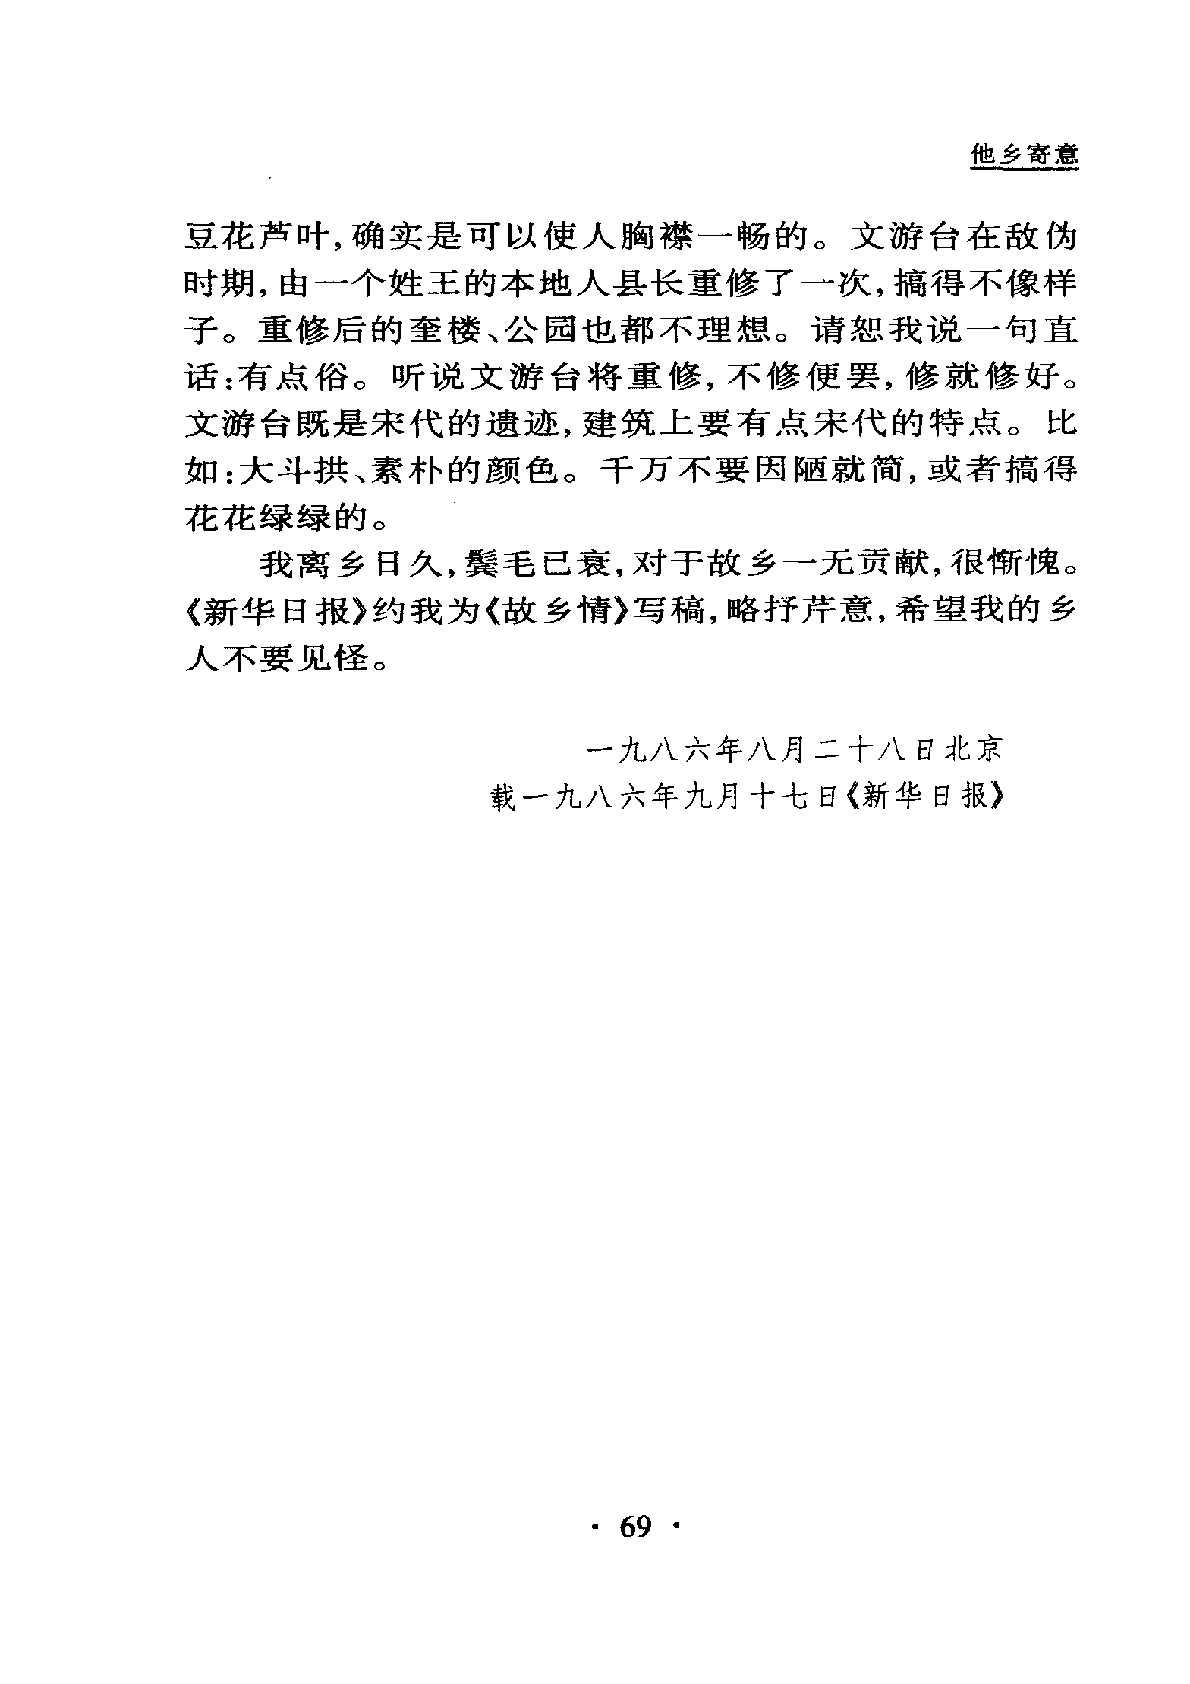 他乡寄意
豆花芦叶,确实是可以使人胸襟一畅的。文游台在敌伪
时期,由一个姓王的本地人县长重修了一次,搞得不像样
子。重修后的奎楼、公园也都不理想。请恕我说一句直
话:有点俗。听说文游台将重修,不修便罢,修就修好。
文游台既是宋代的遗迹,建筑上要有点宋代的特点。比
如:大斗拱、素朴的颜色。千万不要因陋就简,或者搞得
花花绿绿的。
我离乡日久,鬓毛已衰,对于故乡一无贡献,很惭愧。
《新华日报》约我为《故乡情》写稿,略抒芹意,希望我的乡
人不要见怪。
一九八六年八月二十八日北京
载一九八六年九月十七日《新华日报》
· 69 ·